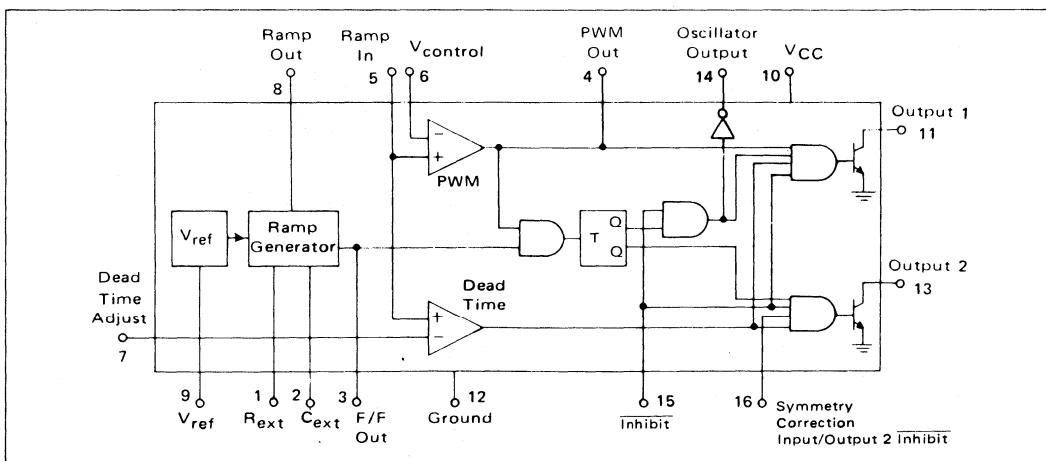 Ramp
Out
8
Ramp
In
5
Vcontrol
6
PWM
Out
4
Oscillator
Output
14
VCC
10
Output 1
11
PWM
Vref
Ramp
Generator
T
Q
Q
Output 2
13
Dead
Time
Adjust
7
Dead
Time
9
Vref
1
Rext
2
Cext
3
F/F
Out
12
Ground
15
Inhibit
16
Symmetry
Correction
Input/Output 2 Inhibit
+
−
+
−